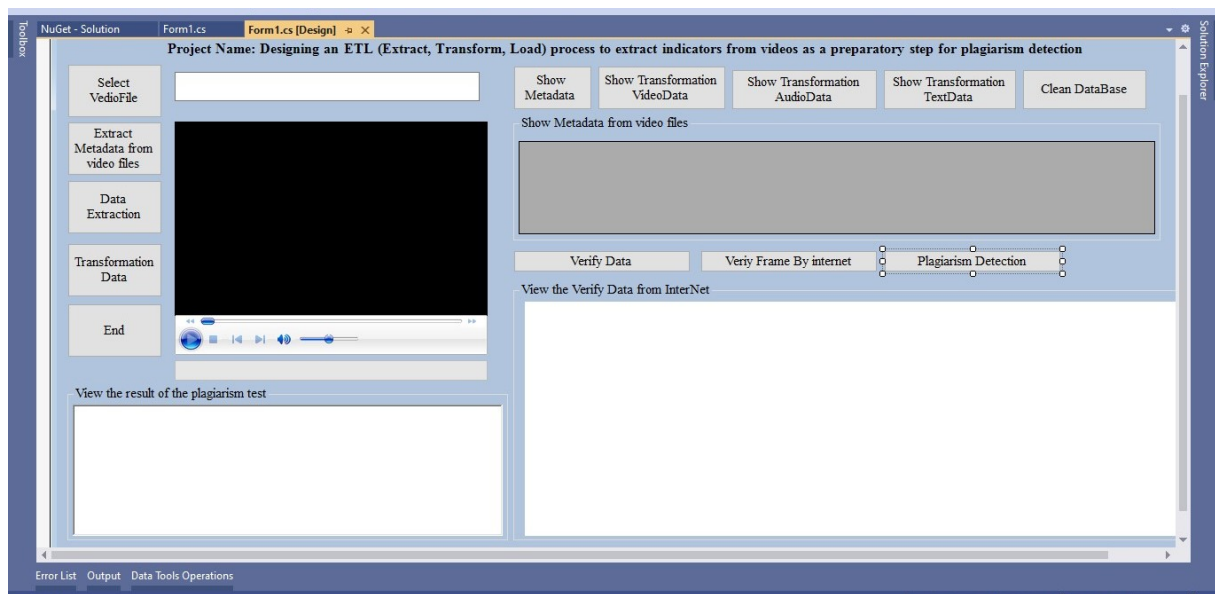 Toolbox
NuGet - Solution
Form1.cs
Form1.cs [Design]
Solution Explorer
Project Name: Designing an ETL (Extract, Transform, Load) process to extract indicators from videos as a preparatory step for plagiarism detection
Select
VedioFile
Show
Metadata
Show Transformation
VideoData
Show Transformation
AudioData
Show Transformation
TextData
Clean DataBase
Extract
Metadata from
video files
Show Metadata from video files
Data
Extraction
Transformation
Data
Verify Data
Veriy Frame By internet
Plagiarism Detection
View the Verify Data from InterNet
End
View the result of the plagiarism test
Error List
Output
Data Tools Operations